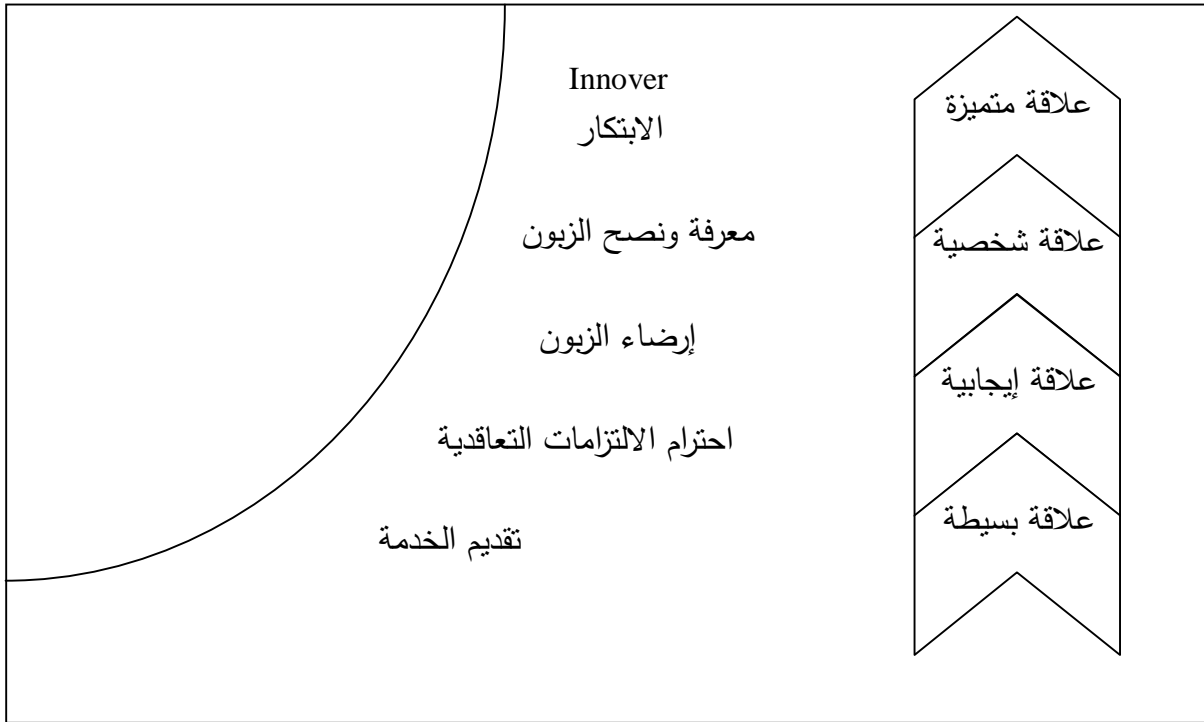 Innover
الابتكار
معرفة ونصح الزبون
إرضاء الزبون
احترام الالتزامات التعاقدية
تقديم الخدمة
علاقة متميزة
علاقة شخصية
علاقة إيجابية
علاقة بسيطة